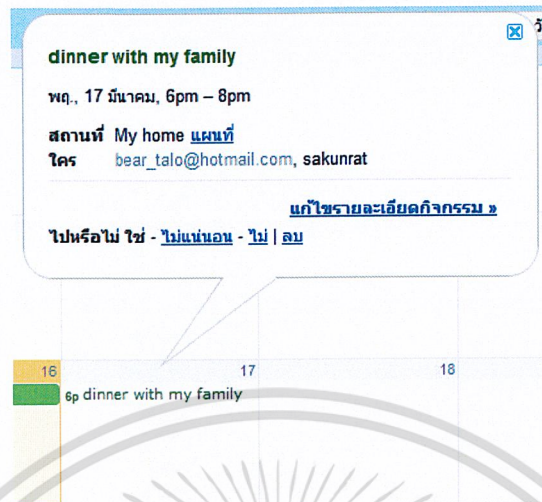 dinner with my family
พฤ., 17 มีนาคม, 6pm – 8pm
สถานที่ My home แผนที่
ใคร bear_talo@hotmail.com, sakunrat
แก้ไขรายละเอียดกิจกรรม »
ไปหรือไม่ ใช่ - ไม่แน่นอน - ไม่ | ลบ
16 17 18
6p dinner with my family